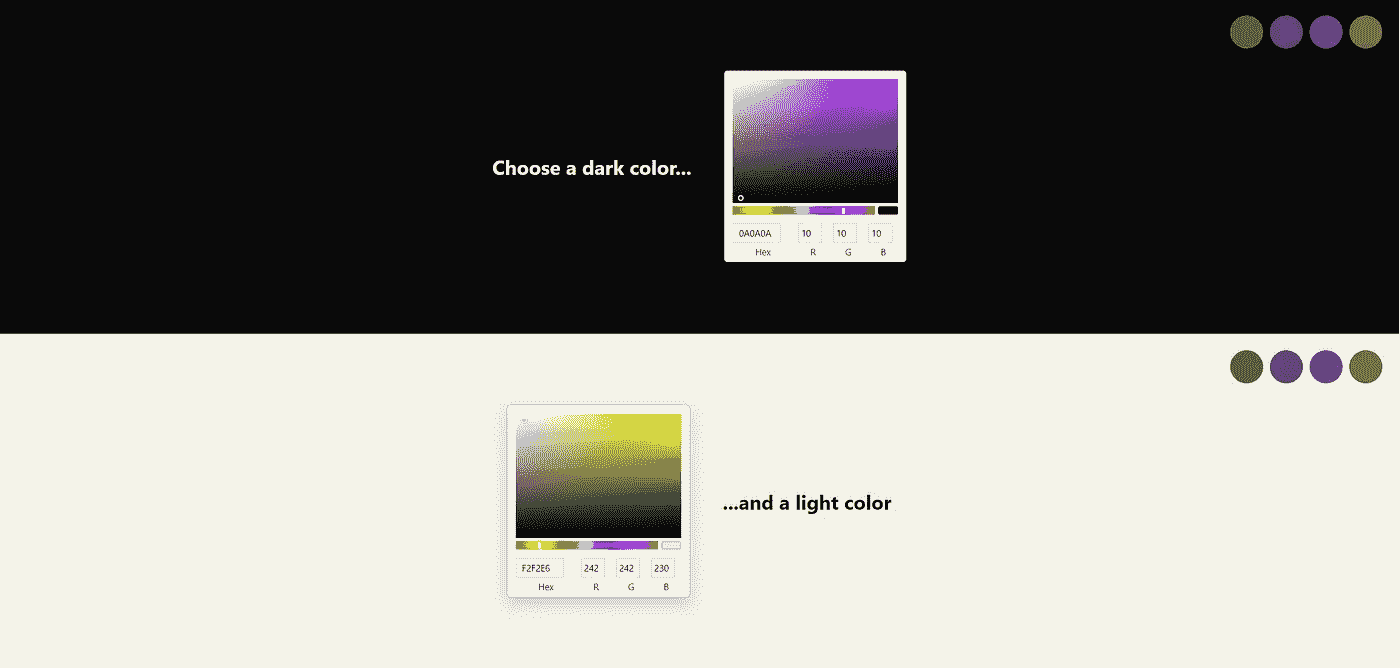 Choose a dark color...
0A0A0A 10 10 10
Hex R G B
...and a light color
F2F2E6 242 242 230
Hex R G B